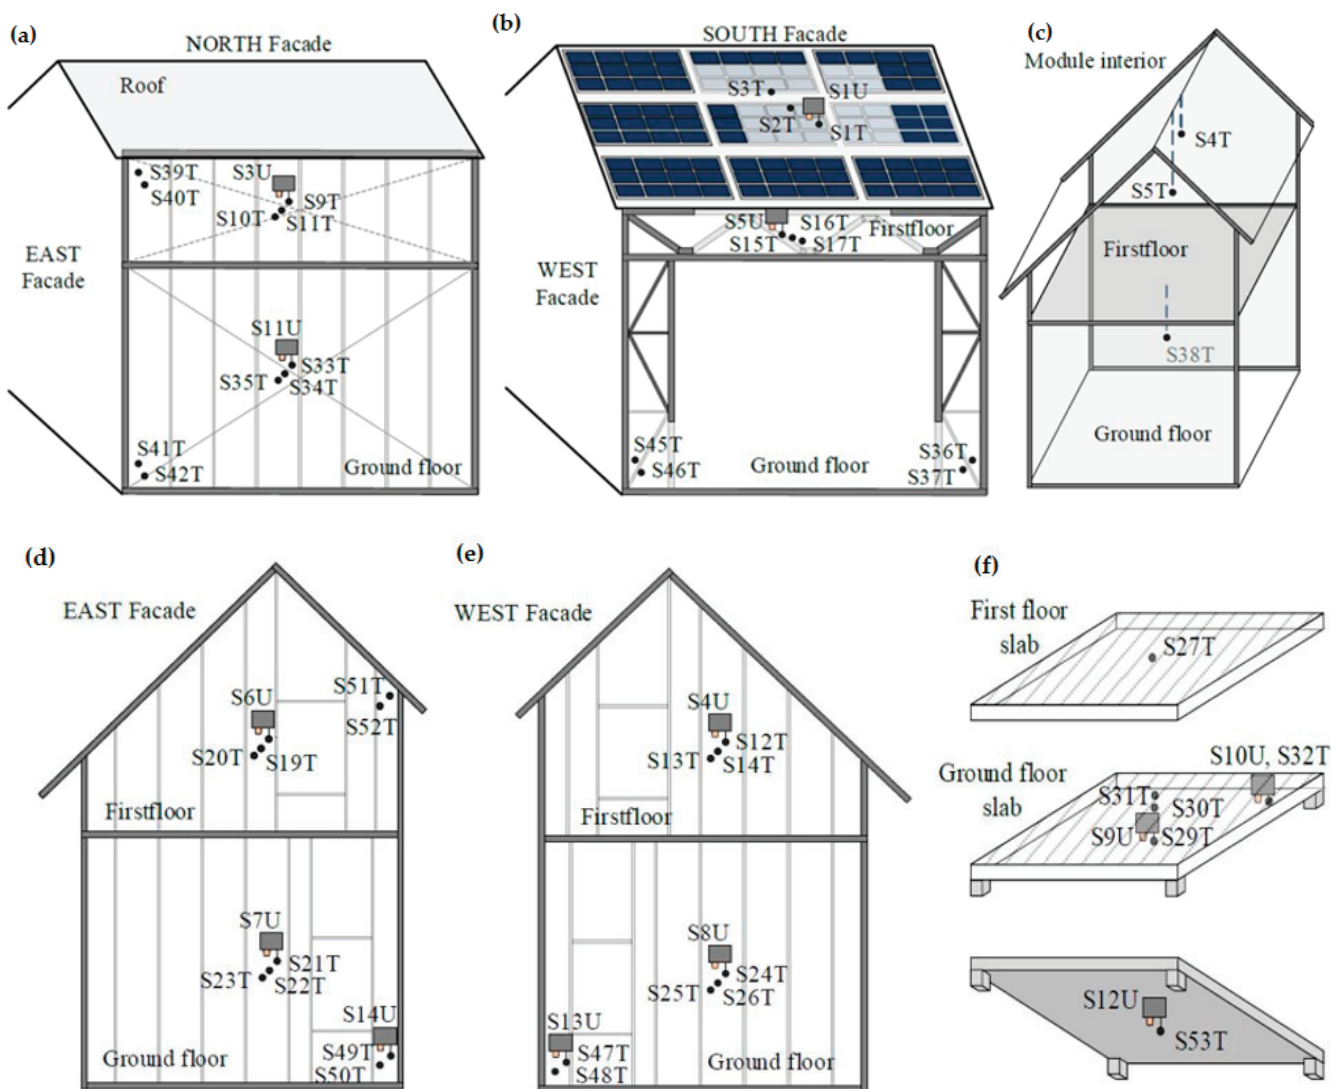 (a)
NORTH Facade
Roof
S39T
S40T
S3U
S9T
S10T
S11T
EAST
Facade
S11U
S33T
S35T
S34T
S41T
S42T
Ground floor
(b)
SOUTH Facade
S3T
S1U
S2T
S1T
S5U
S16T
S15T
S17T
Firstfloor
WEST
Facade
S45T
S46T
Ground floor
S36T
S37T
(c)
Module interior
S4T
S5T
Firstfloor
S38T
Ground floor
(d)
EAST Facade
S51T
S6U
S52T
S20T
S19T
Firstfloor
S7U
S21T
S23T
S22T
S14U
S49T
S50T
Ground floor
(e)
WEST Facade
S4U
S12T
S13T
S14T
Firstfloor
S8U
S24T
S25T
S26T
S13U
S47T
S48T
Ground floor
(f)
First floor
slab
S27T
S10U, S32T
Ground floor
slab
S31T
S30T
S9U
S29T
S12U
S53T